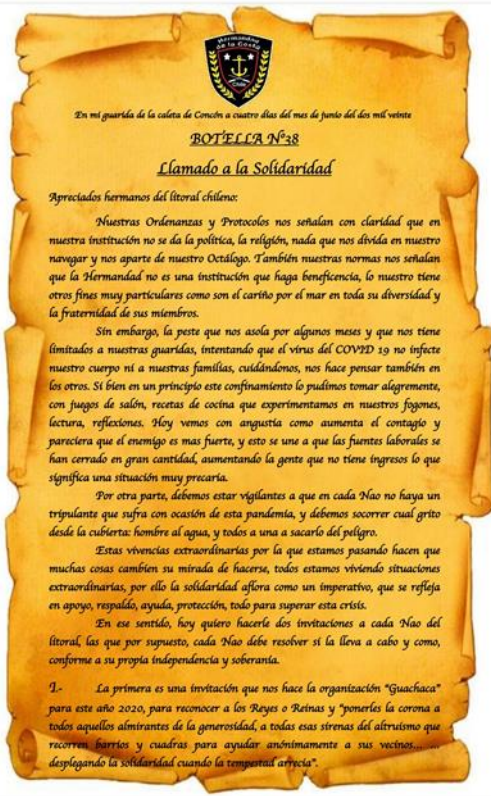 Hermandad
de la Costa
Chile
En mi guarida de la caleta de Concón a cuatro días del mes de junio del dos mil veinte
BOTELLA Nº38
Llamado a la Solidaridad
Apreciados hermanos del litoral chileno:
Nuestras Ordenanzas y Protocolos nos señalan con claridad que en
nuestra institución no se da la política, la religión, nada que nos divida en nuestro
navegar y nos aparte de nuestro Octálogo. También nuestras normas nos señalan
que la Hermandad no es una institución que haga beneficencia, lo nuestro tiene
otros fines muy particulares como son el cariño por el mar en toda su diversidad y
la fraternidad de sus miembros.
Sin embargo, la peste que nos asola por algunos meses y que nos tiene
limitados a nuestras guaridas, intentando que el virus del COVID 19 no infecte
nuestro cuerpo ni a nuestras familias, cuidándonos, nos hace pensar también en
los otros. Si bien en un principio este confinamiento lo pudimos tomar alegremente,
con juegos de salón, recetas de cocina que experimentamos en nuestros fogones,
lectura, reflexiones. Hoy vemos con angustia como aumenta el contagio y
pareciera que el enemigo es mas fuerte, y esto se une a que las fuentes laborales se
han cerrado en gran cantidad, aumentando la gente que no tiene ingresos lo que
significa una situación muy precaria.
Por otra parte, debemos estar vigilantes a que en cada Nao no haya un
tripulante que sufra con ocasión de esta pandemia, y debemos socorrer cual grito
desde la cubierta: hombre al agua, y todos a una a sacarlo del peligro.
Estas vivencias extraordinarias por la que estamos pasando hacen que
muchas cosas cambien su mirada de hacerse, todos estamos viviendo situaciones
extraordinarias, por ello la solidaridad aflora como un imperativo, que se refleja
en apoyo, respaldo, ayuda, protección, todo para superar esta crisis.
En ese sentido, hoy quiero hacerle dos invitaciones a cada Nao del
litoral, las que por supuesto, cada Nao debe resolver si la lleva a cabo y como,
conforme a su propia independencia y soberanía.
I.- La primera es una invitación que nos hace la organización "Guachaca"
para este año 2020, para reconocer a los Reyes o Reinas y "ponerles la corona a
todos aquellos almirantes de la generosidad, a todas esas sirenas del altruismo que
recorren barrios y cuadras para ayudar anónimamente a sus vecinos... ...
desplegando la solidaridad cuando la tempestad arrecia".